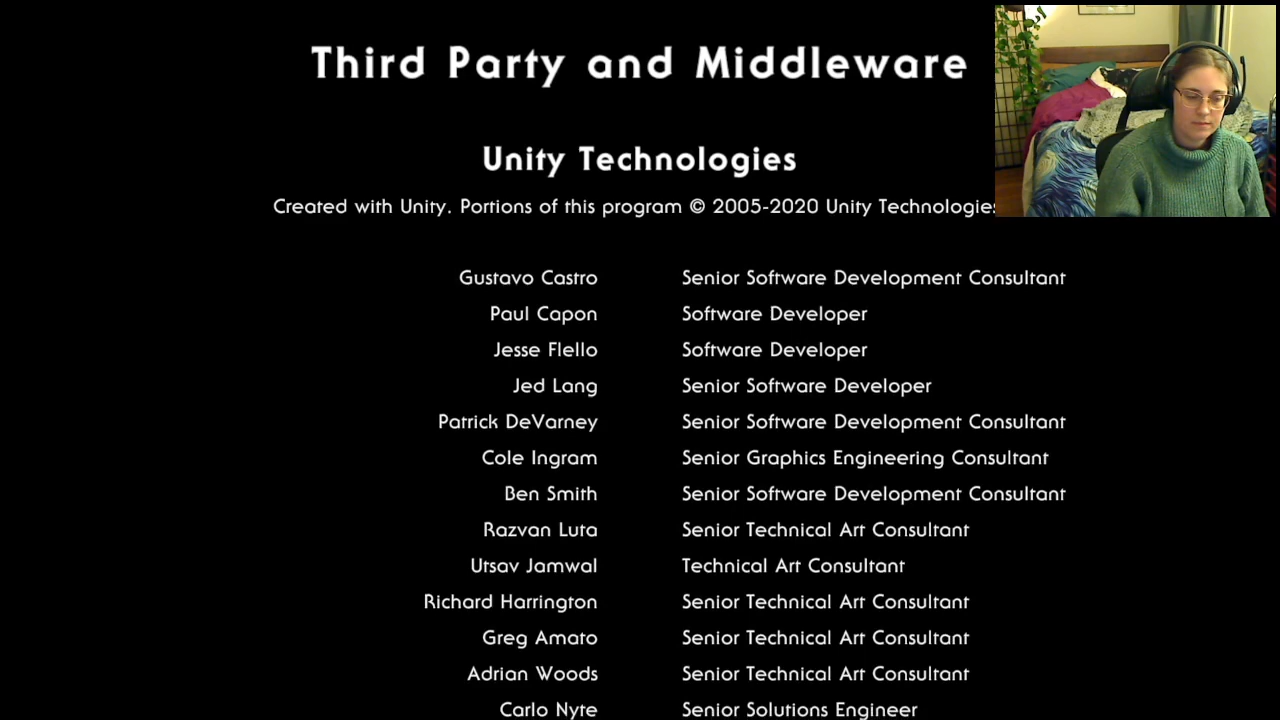 Third Party and Middleware
Unity Technologies
Created with Unity. Portions of this program © 2005-2020 Unity Technologies
Gustavo Castro Senior Software Development Consultant
Paul Capon Software Developer
Jesse Flello Software Developer
Jed Lang Senior Software Developer
Patrick DeVarney Senior Software Development Consultant
Cole Ingram Senior Graphics Engineering Consultant
Ben Smith Senior Software Development Consultant
Razvan Luta Senior Technical Art Consultant
Utsav Jamwal Technical Art Consultant
Richard Harrington Senior Technical Art Consultant
Greg Amato Senior Technical Art Consultant
Adrian Woods Senior Technical Art Consultant
Carlo Nyte Senior Solutions Engineer